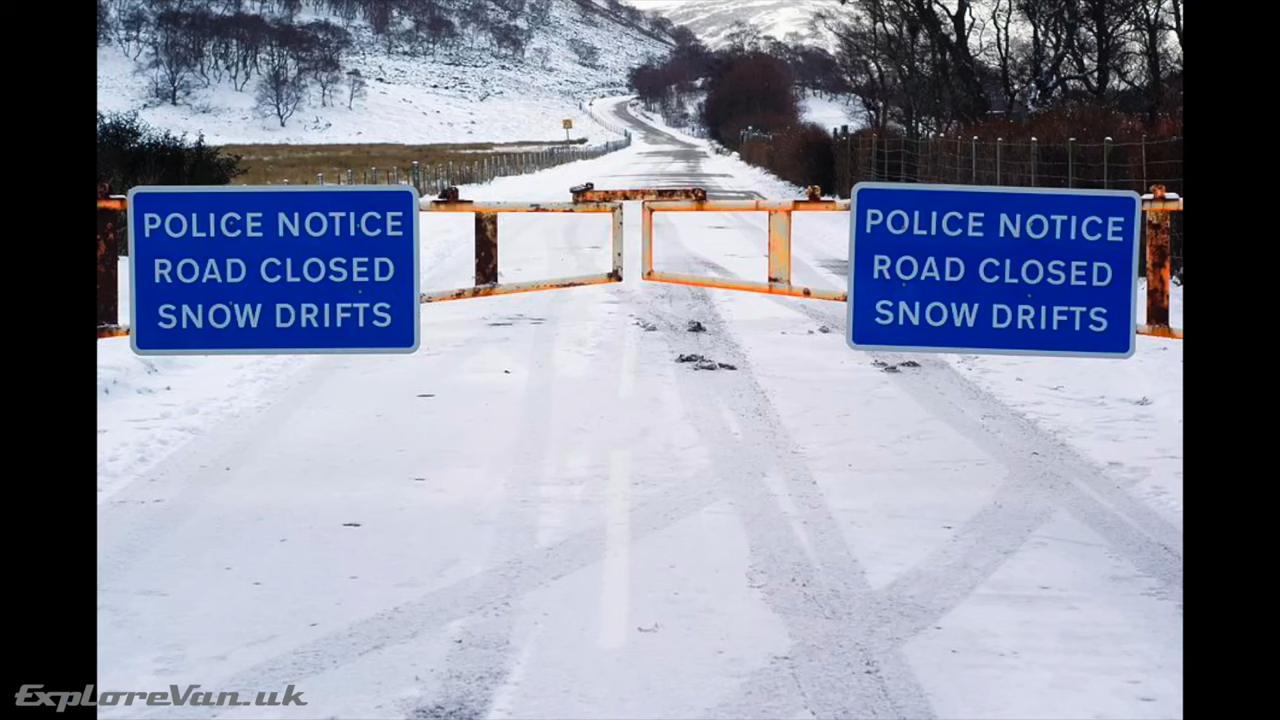 POLICE NOTICE
ROAD CLOSED
SNOW DRIFTS
POLICE NOTICE
ROAD CLOSED
SNOW DRIFTS
ExploreVan.uk